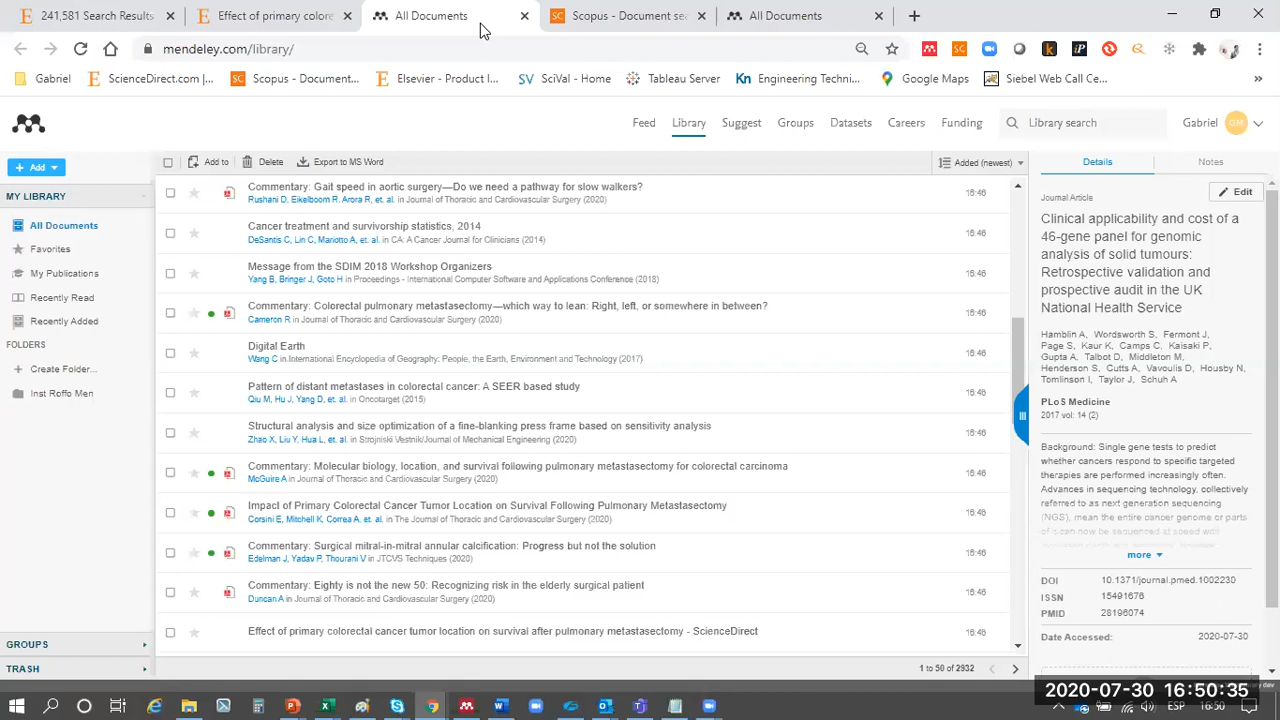 241,581 Search Results
Effect of primary colore
All Documents
Scopus - Document sea
All Documents
mendeley.com/library/
Gabriel
ScienceDirect.com |...
Scopus - Document...
Elsevier - Product I...
SciVal - Home
Tableau Server
Engineering Techni...
Google Maps
Siebel Web Call Ce...
Feed
Library
Suggest
Groups
Datasets
Careers
Funding
Library search
Gabriel
GM
Add
Add to
Delete
Export to MS Word
Added (newest)
Details
Notes
MY LIBRARY
All Documents
Favorites
My Publications
Recently Read
Recently Added
FOLDERS
Create Folder...
Inst Roffo Men
GROUPS
TRASH
Commentary: Gait speed in aortic surgery—Do we need a pathway for slow walkers?
16:46
Rushani D, Eikelboom R, Arora R, et. al. in Journal of Thoracic and Cardiovascular Surgery (2020)
Cancer treatment and survivorship statistics, 2014
16:46
DeSantis C, Lin C, Mariotto A, et. al. in CA: A Cancer Journal for Clinicians (2014)
Message from the SDIM 2018 Workshop Organizers
16:46
Yang B, Bringer J, Goto H in Proceedings - International Computer Software and Applications Conference (2018)
Commentary: Colorectal pulmonary metastasectomy—which way to lean: Right, left, or somewhere in between?
16:46
Cameron R in Journal of Thoracic and Cardiovascular Surgery (2020)
Digital Earth
16:46
Wang C in International Encyclopedia of Geography: People, the Earth, Environment and Technology (2017)
Pattern of distant metastases in colorectal cancer: A SEER based study
16:46
Qiu M, Hu J, Yang D, et. al. in Oncotarget (2015)
Structural analysis and size optimization of a fine-blanking press frame based on sensitivity analysis
16:46
Zhao X, Liu Y, Hua L, et. al. in Strojniski Vestnik/Journal of Mechanical Engineering (2020)
Commentary: Molecular biology, location, and survival following pulmonary metastasectomy for colorectal carcinoma
16:46
McGuire A in Journal of Thoracic and Cardiovascular Surgery (2020)
Impact of Primary Colorectal Cancer Tumor Location on Survival Following Pulmonary Metastasectomy
16:46
Corsini E, Mitchell K, Correa A, et. al. in The Journal of Thoracic and Cardiovascular Surgery (2020)
Commentary: Surgical mitral-in-mitral annular calcification: Progress but not the solution
16:46
Edelman J, Yadav P, Thourani V in JTCVS Techniques (2020)
Commentary: Eighty is not the new 50: Recognizing risk in the elderly surgical patient
16:46
Duncan A in Journal of Thoracic and Cardiovascular Surgery (2020)
Effect of primary colorectal cancer tumor location on survival after pulmonary metastasectomy - ScienceDirect
16:46
1 to 50 of 2932
Journal Article
Edit
Clinical applicability and cost of a
46-gene panel for genomic
analysis of solid tumours:
Retrospective validation and
prospective audit in the UK
National Health Service
Hamblin A, Wordsworth S, Fermont J,
Page S, Kaur K, Camps C, Kaisaki P,
Gupta A, Talbot D, Middleton M,
Henderson S, Cutts A, Vavoulis D, Housby N,
Tomlinson I, Taylor J, Schuh A
PLoS Medicine
2017 vol: 14 (2)
Background: Single gene tests to predict
whether cancers respond to specific targeted
therapies are performed increasingly often.
Advances in sequencing technology, collectively
referred to as next generation sequencing
(NGS), mean the entire cancer genome or parts
of it can now be sequenced at speed with
more
DOI 10.1371/journal.pmed.1002230
ISSN 15491676
PMID 28196074
Date Accessed: 2020-07-30
2020-07-30 16:50:35
ESP
16:50